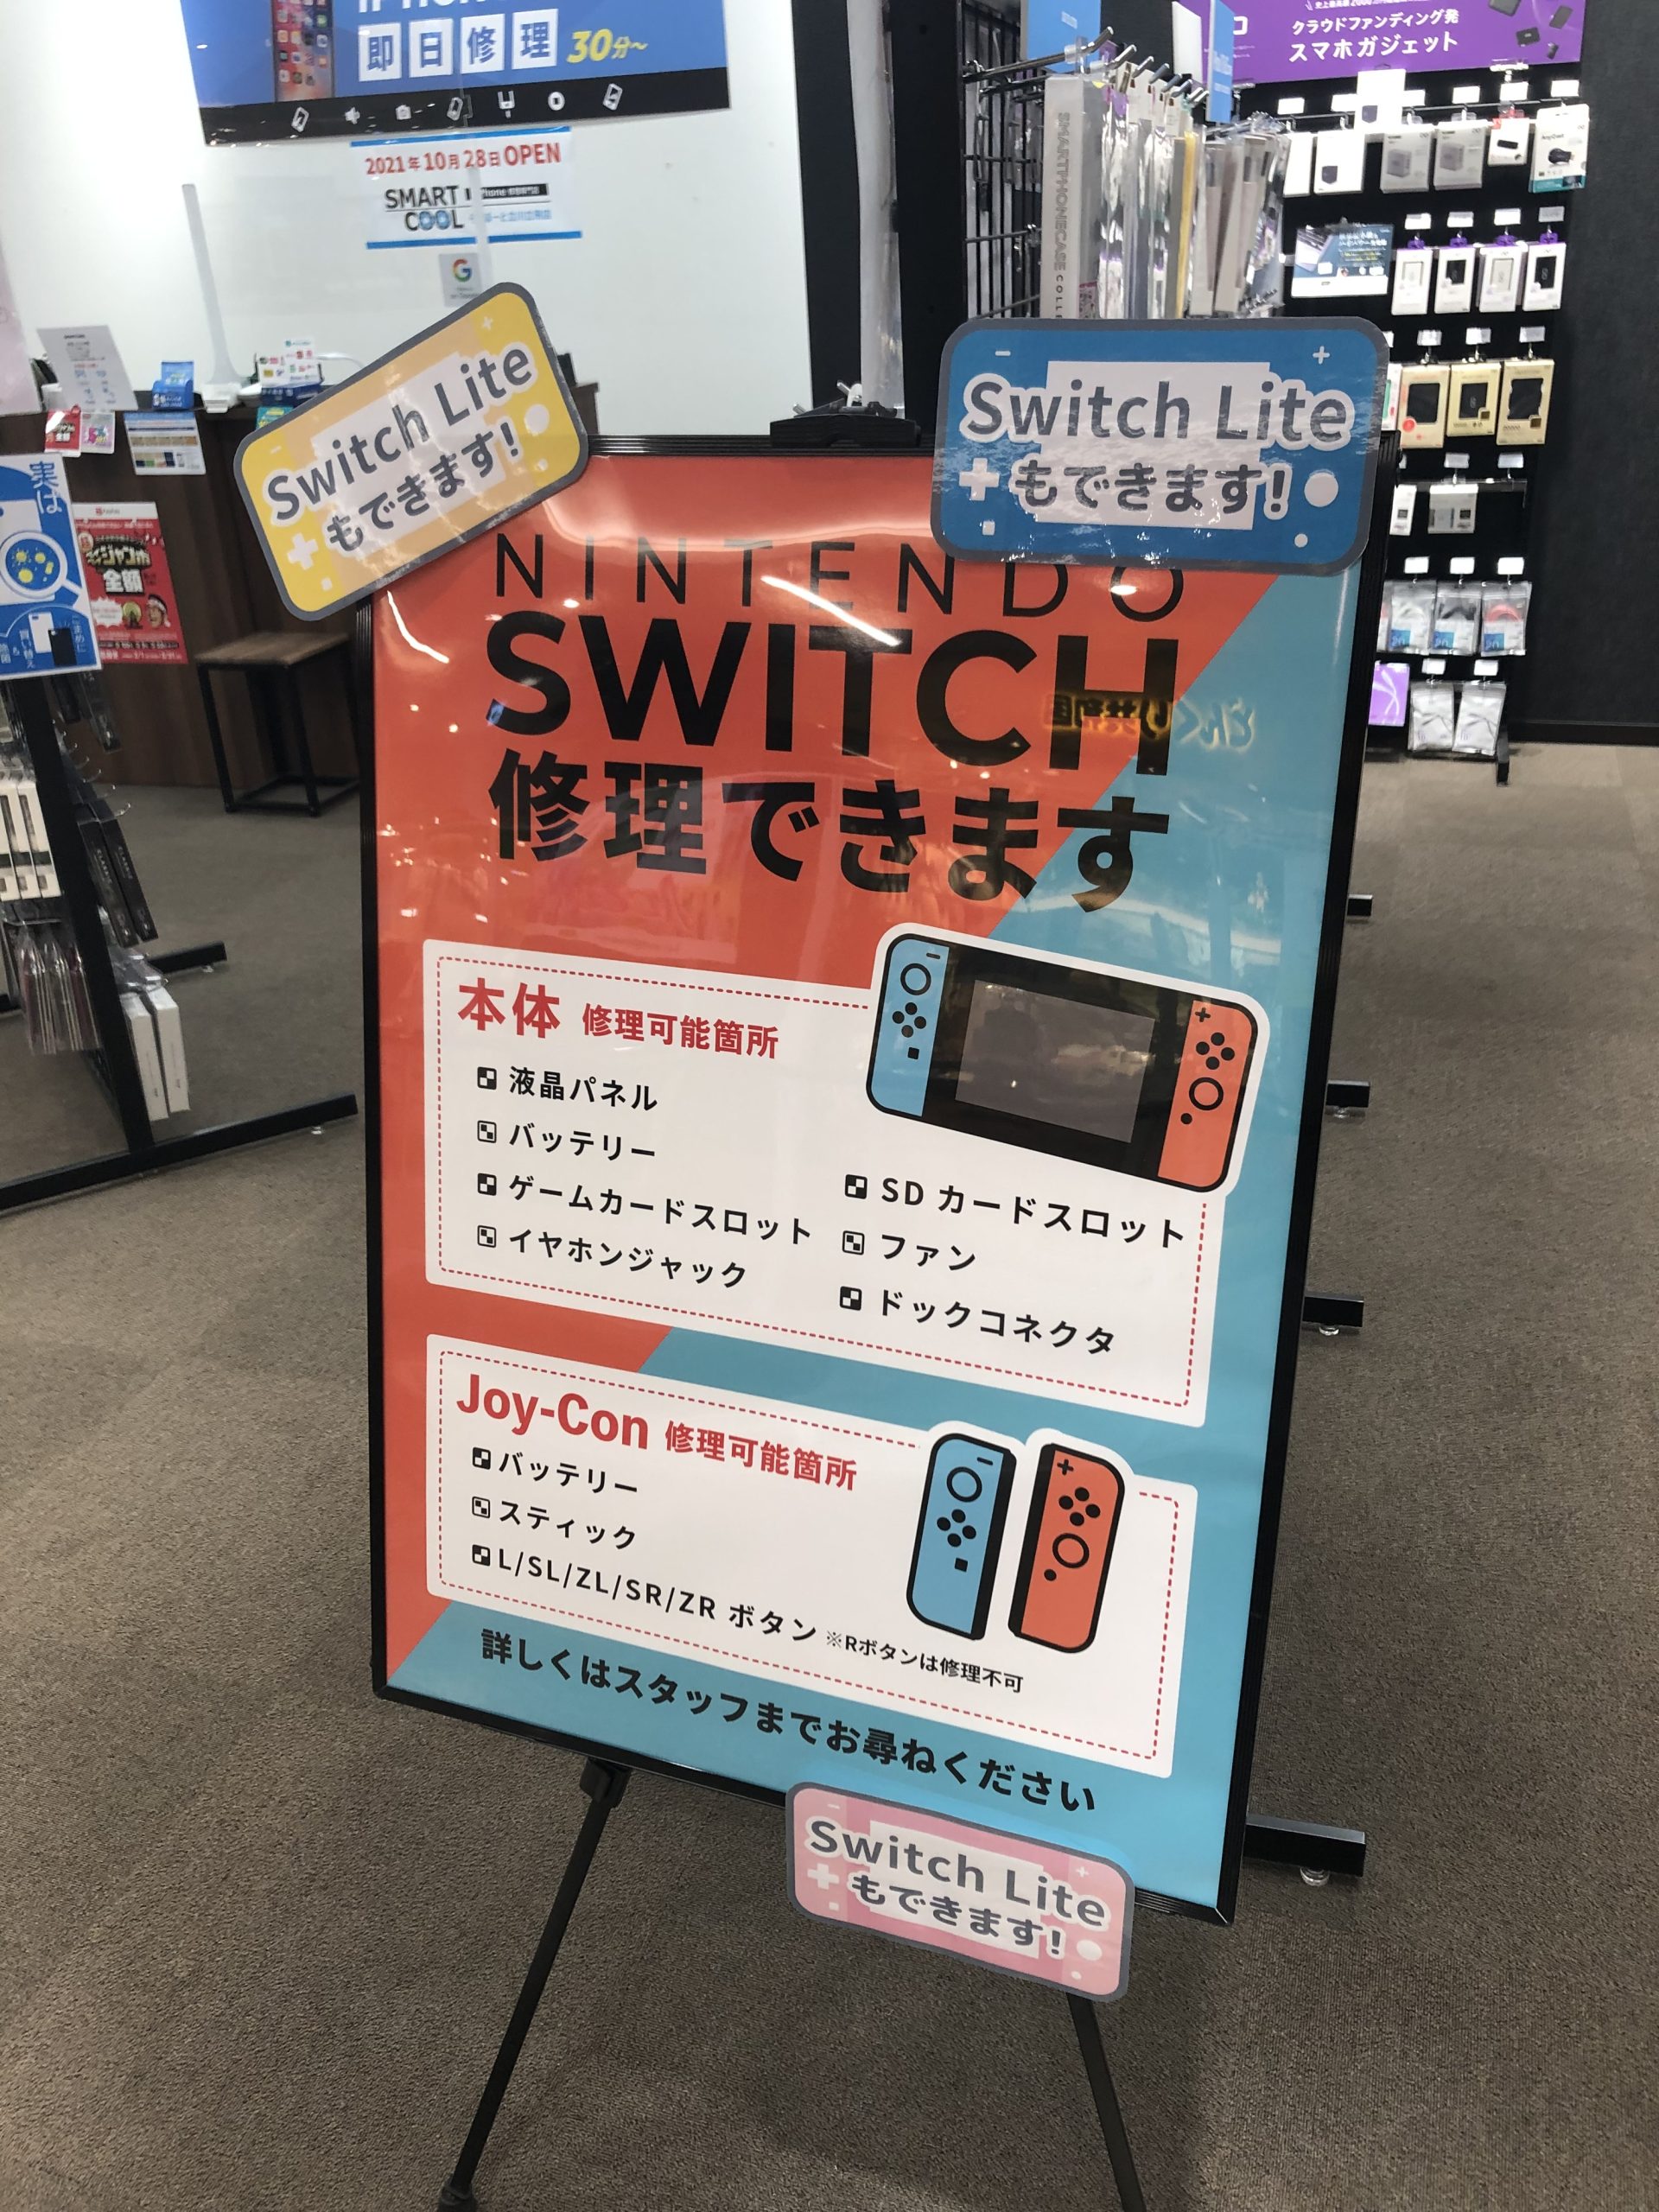 即日修理 30分~
2021年10月28日OPEN
SMART
COOL
クラウドファンディング発
スマホガジェット
SMARTPHONECASE
実は
全額
Switch Lite
もできます!
Switch Lite
もできます!
NINTENDO
SWITCH
修理できます
本体 修理可能箇所
液晶パネル
バッテリー
ゲームカードスロット
イヤホンジャック
SD カードスロット
ファン
ドックコネクタ
Joy-Con 修理可能箇所
バッテリー
スティック
L/SL/ZL/SR/ZR ボタン ※Rボタンは修理不可
詳しくはスタッフまでお尋ねください
Switch Lite
もできます!